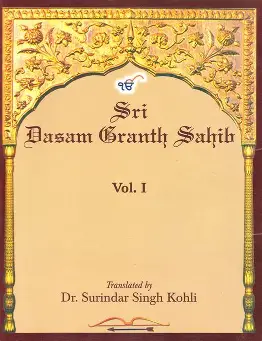 ੴ
Sri
Dasam Granth Sahib
Vol. I
Translated by
Dr. Surindar Singh Kohli